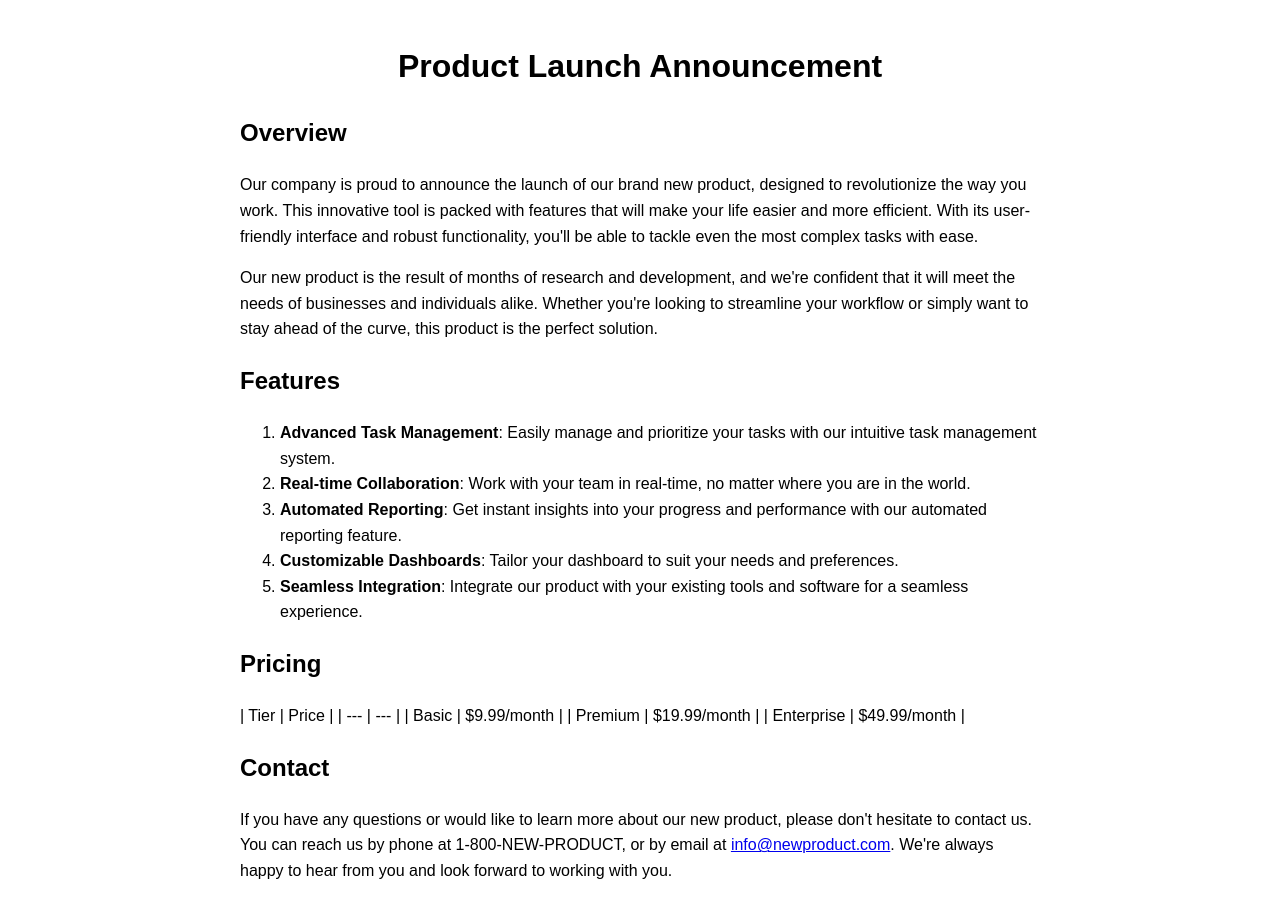 Product Launch Announcement
Overview
Our company is proud to announce the launch of our brand new product, designed to revolutionize the way you
work. This innovative tool is packed with features that will make your life easier and more efficient. With its user-
friendly interface and robust functionality, you'll be able to tackle even the most complex tasks with ease.
Our new product is the result of months of research and development, and we're confident that it will meet the
needs of businesses and individuals alike. Whether you're looking to streamline your workflow or simply want to
stay ahead of the curve, this product is the perfect solution.
Features
1. Advanced Task Management: Easily manage and prioritize your tasks with our intuitive task management
system.
2. Real-time Collaboration: Work with your team in real-time, no matter where you are in the world.
3. Automated Reporting: Get instant insights into your progress and performance with our automated
reporting feature.
4. Customizable Dashboards: Tailor your dashboard to suit your needs and preferences.
5. Seamless Integration: Integrate our product with your existing tools and software for a seamless
experience.
Pricing
| Tier | Price | | --- | --- | | Basic | $9.99/month | | Premium | $19.99/month | | Enterprise | $49.99/month |
Contact
If you have any questions or would like to learn more about our new product, please don't hesitate to contact us.
You can reach us by phone at 1-800-NEW-PRODUCT, or by email at info@newproduct.com. We're always
happy to hear from you and look forward to working with you.